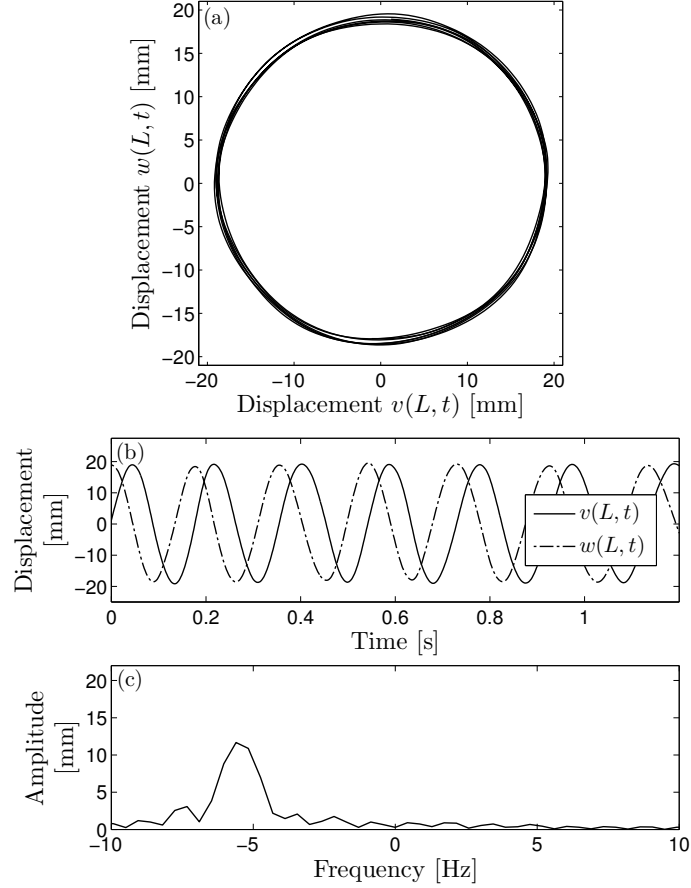 (a)
20
15
10
5
0
−5
−10
−15
−20
Displacement w(L, t) [mm]
−20 −10 0 10 20
Displacement v(L, t) [mm]
(b)
20
10
0
−10
−20
Displacement
[mm]
v(L, t)
w(L, t)
0 0.2 0.4 0.6 0.8 1
Time [s]
(c)
20
15
10
5
0
Amplitude
[mm]
−10 −5 0 5 10
Frequency [Hz]